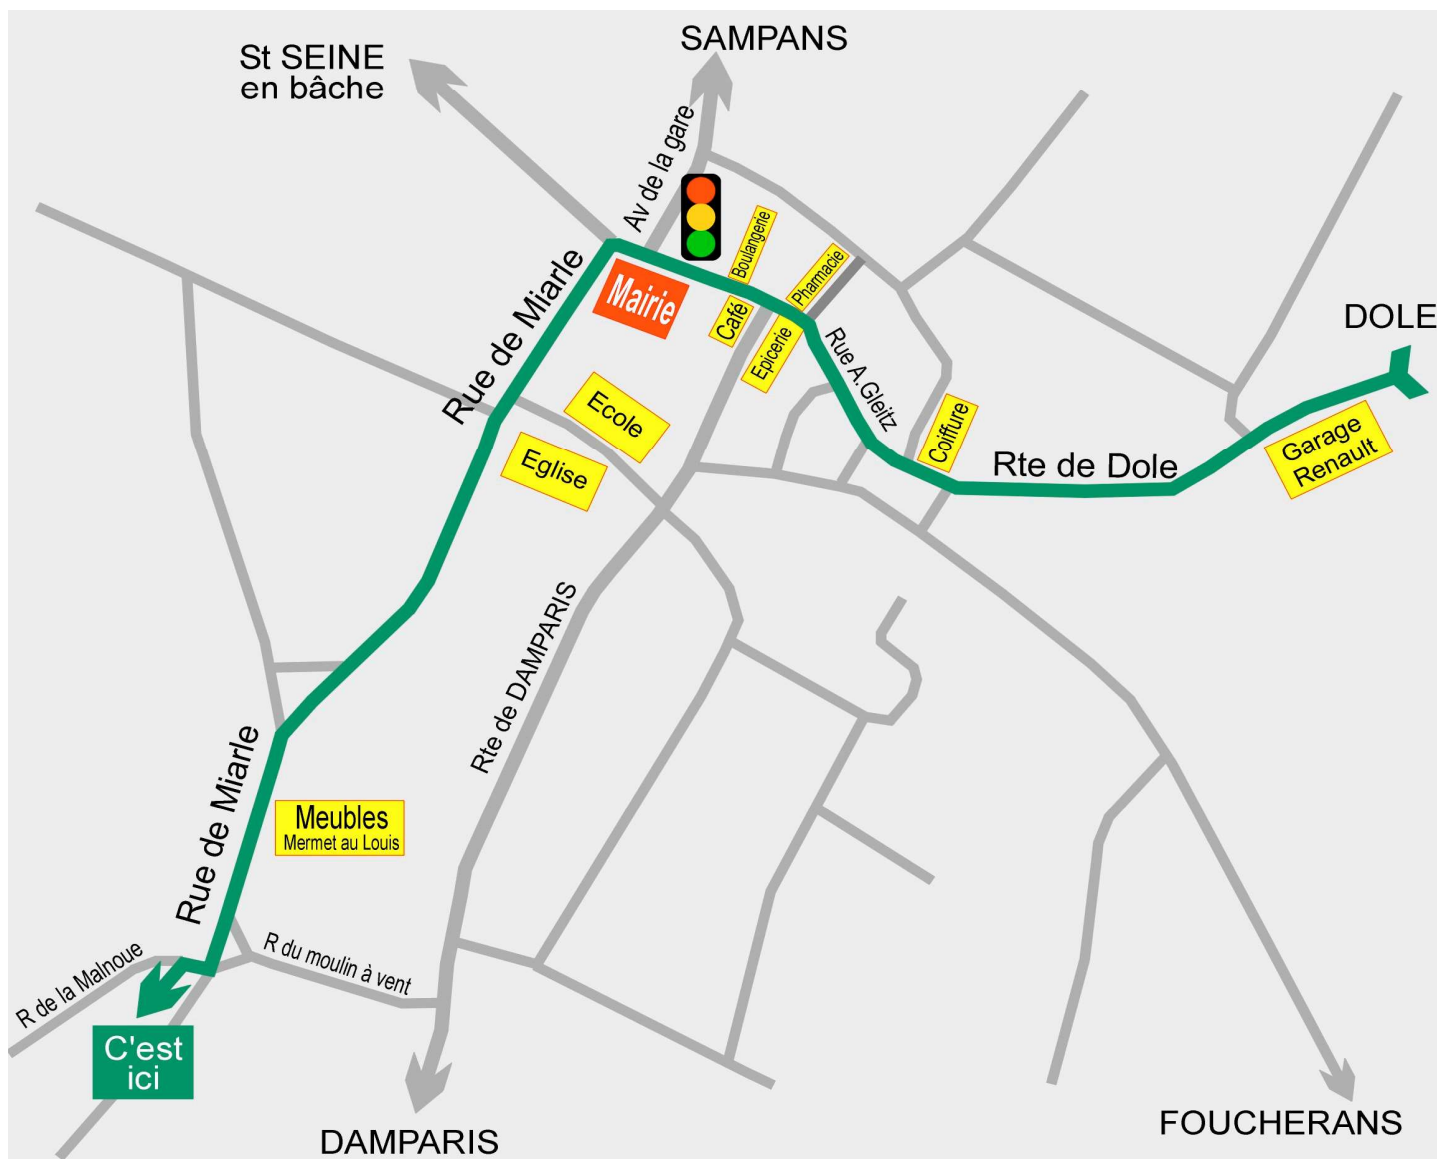 SAMPANS
St SEINE
en bâche
Av de la gare
Boulangerie
Pharmacie
Rue de Miarle
Mairie
Café
Epicerie
Rue A.Gleitz
DOLE
Ecole
Eglise
Coiffure
Rte de Dole
Garage
Renault
Rte de DAMPARIS
Rue de Miarle
Meubles
Mermet au Louis
R de la Malnoue
R du moulin à vent
C'est
ici
DAMPARIS
FOUCHERANS